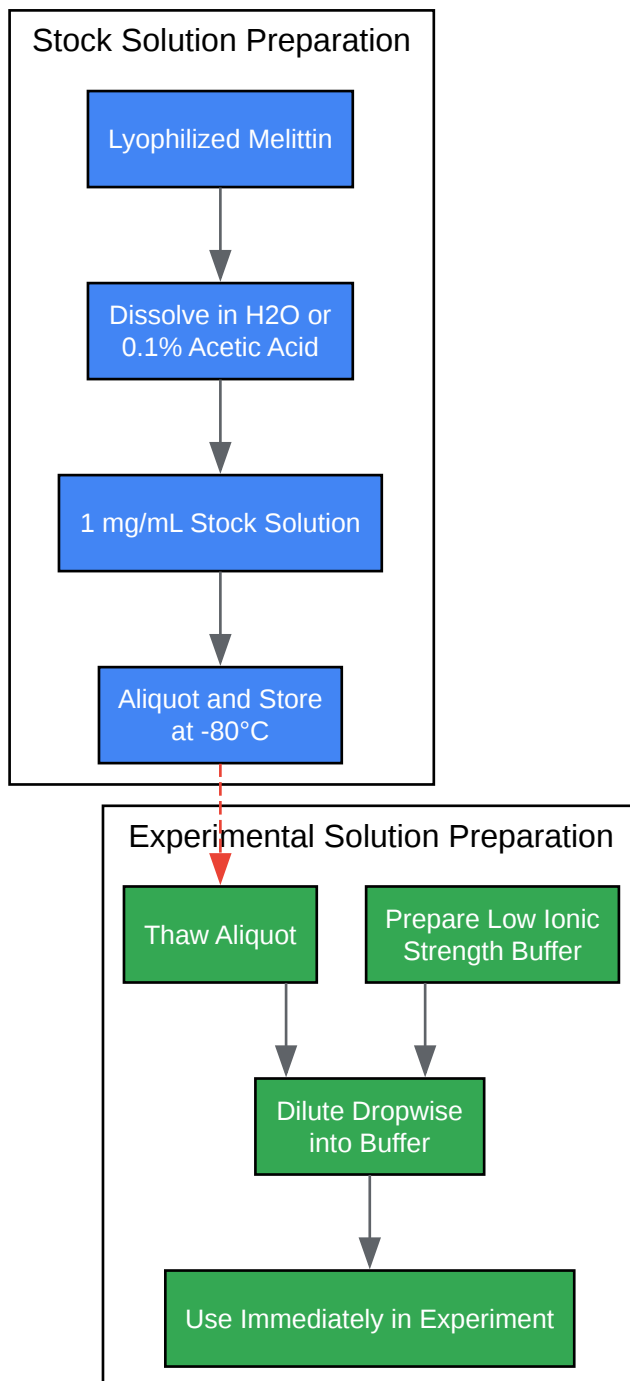 Stock Solution Preparation
Lyophilized Melittin
Dissolve in H2O or
0.1% Acetic Acid
1 mg/mL Stock Solution
Aliquot and Store
at -80°C
Experimental Solution Preparation
Thaw Aliquot
Prepare Low Ionic
Strength Buffer
Dilute Dropwise
into Buffer
Use Immediately in Experiment